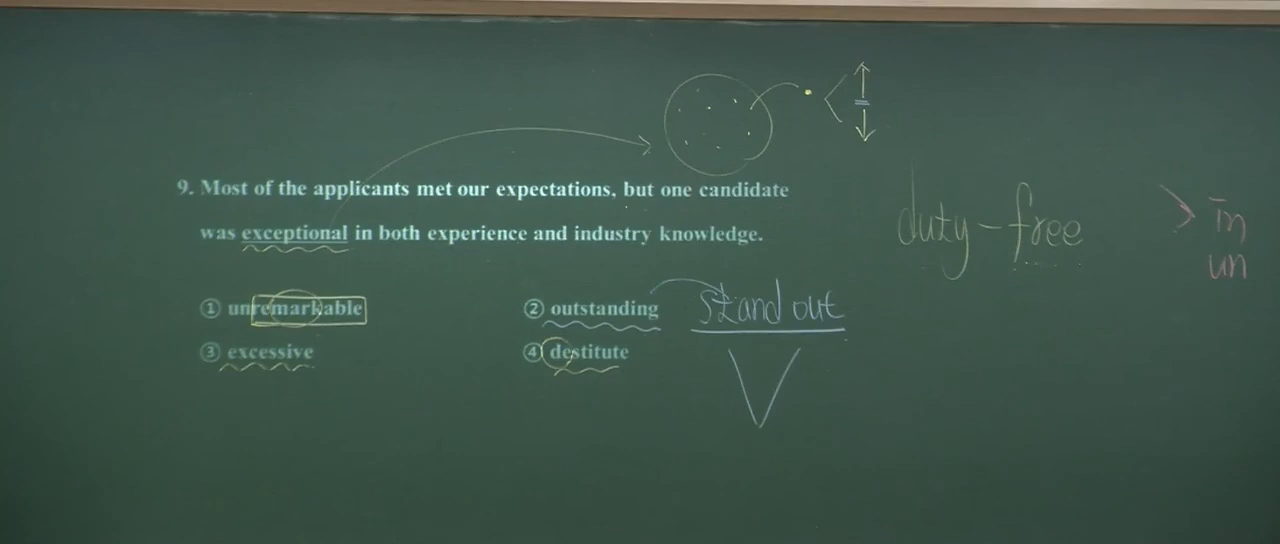 9. Most of the applicants met our expectations, but one candidate
was exceptional in both experience and industry knowledge.
① unremarkable
② outstanding
stand out
③ excessive
④ destitute
V
duty-free
> in
un